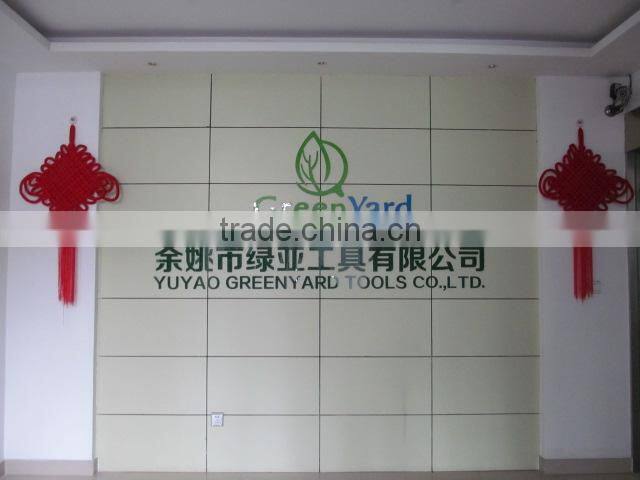 GreenYard
trade.china.cn
余姚市绿亚工具有限公司
YUYAO GREENYARD TOOLS CO.,LTD.